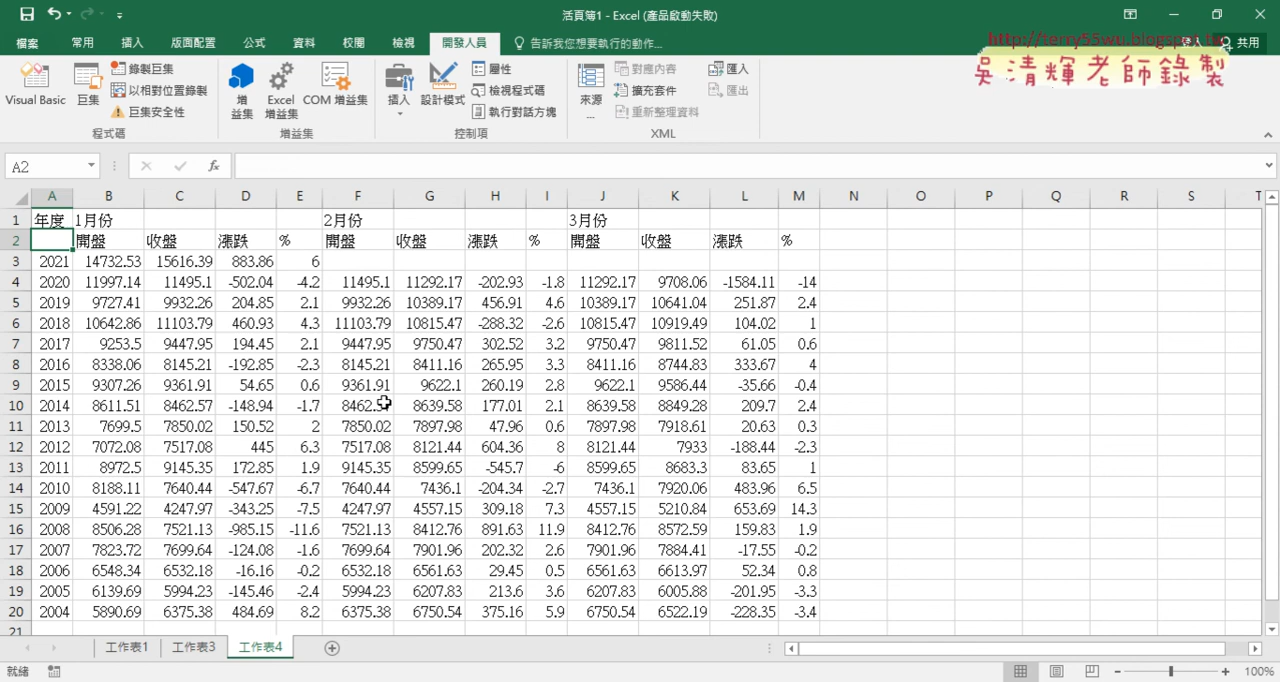 活頁簿1 - Excel (產品啟動失敗)
http://terry55wu.blogspot.tw
吳清輝老師錄製
檔案 常用 插入 版面配置 公式 資料 校閱 檢視 開發人員 告訴我您想要執行的動作... 登入 共用
Visual Basic 巨集 錄製巨集 以相對位置錄製 巨集安全性 程式碼
增益集 Excel 增益集 COM 增益集 增益集
插入 設計模式 屬性 檢視程式碼 執行對話方塊 控制項
來源... 對應內容 擴充套件 重新整理資料 匯入 匯出 XML
A2 fx
A B C D E F G H I J K L M N O P Q R S T
1 年度 1月份 2月份 3月份
2 開盤 收盤 漲跌 % 開盤 收盤 漲跌 % 開盤 收盤 漲跌 %
3 2021 14732.53 15616.39 883.86 6
4 2020 11997.14 11495.1 -502.04 -4.2 11495.1 11292.17 -202.93 -1.8 11292.17 9708.06 -1584.11 -14
5 2019 9727.41 9932.26 204.85 2.1 9932.26 10389.17 456.91 4.6 10389.17 10641.04 251.87 2.4
6 2018 10642.86 11103.79 460.93 4.3 11103.79 10815.47 -288.32 -2.6 10815.47 10919.49 104.02 1
7 2017 9253.5 9447.95 194.45 2.1 9447.95 9750.47 302.52 3.2 9750.47 9811.52 61.05 0.6
8 2016 8338.06 8145.21 -192.85 -2.3 8145.21 8411.16 265.95 3.3 8411.16 8744.83 333.67 4
9 2015 9307.26 9361.91 54.65 0.6 9361.91 9622.1 260.19 2.8 9622.1 9586.44 -35.66 -0.4
10 2014 8611.51 8462.57 -148.94 -1.7 8462.57 8639.58 177.01 2.1 8639.58 8849.28 209.7 2.4
11 2013 7699.5 7850.02 150.52 2 7850.02 7897.98 47.96 0.6 7897.98 7918.61 20.63 0.3
12 2012 7072.08 7517.08 445 6.3 7517.08 8121.44 604.36 8 8121.44 7933 -188.44 -2.3
13 2011 8972.5 9145.35 172.85 1.9 9145.35 8599.65 -545.7 -6 8599.65 8683.3 83.65 1
14 2010 8188.11 7640.44 -547.67 -6.7 7640.44 7436.1 -204.34 -2.7 7436.1 7920.06 483.96 6.5
15 2009 4591.22 4247.97 -343.25 -7.5 4247.97 4557.15 309.18 7.3 4557.15 5210.84 653.69 14.3
16 2008 8506.28 7521.13 -985.15 -11.6 7521.13 8412.76 891.63 11.9 8412.76 8572.59 159.83 1.9
17 2007 7823.72 7699.64 -124.08 -1.6 7699.64 7901.96 202.32 2.6 7901.96 7884.41 -17.55 -0.2
18 2006 6548.34 6532.18 -16.16 -0.2 6532.18 6561.63 29.45 0.5 6561.63 6613.97 52.34 0.8
19 2005 6139.69 5994.23 -145.46 -2.4 5994.23 6207.83 213.6 3.6 6207.83 6005.88 -201.95 -3.3
20 2004 5890.69 6375.38 484.69 8.2 6375.38 6750.54 375.16 5.9 6750.54 6522.19 -228.35 -3.4
21
工作表1 工作表3 工作表4
就緒 100%